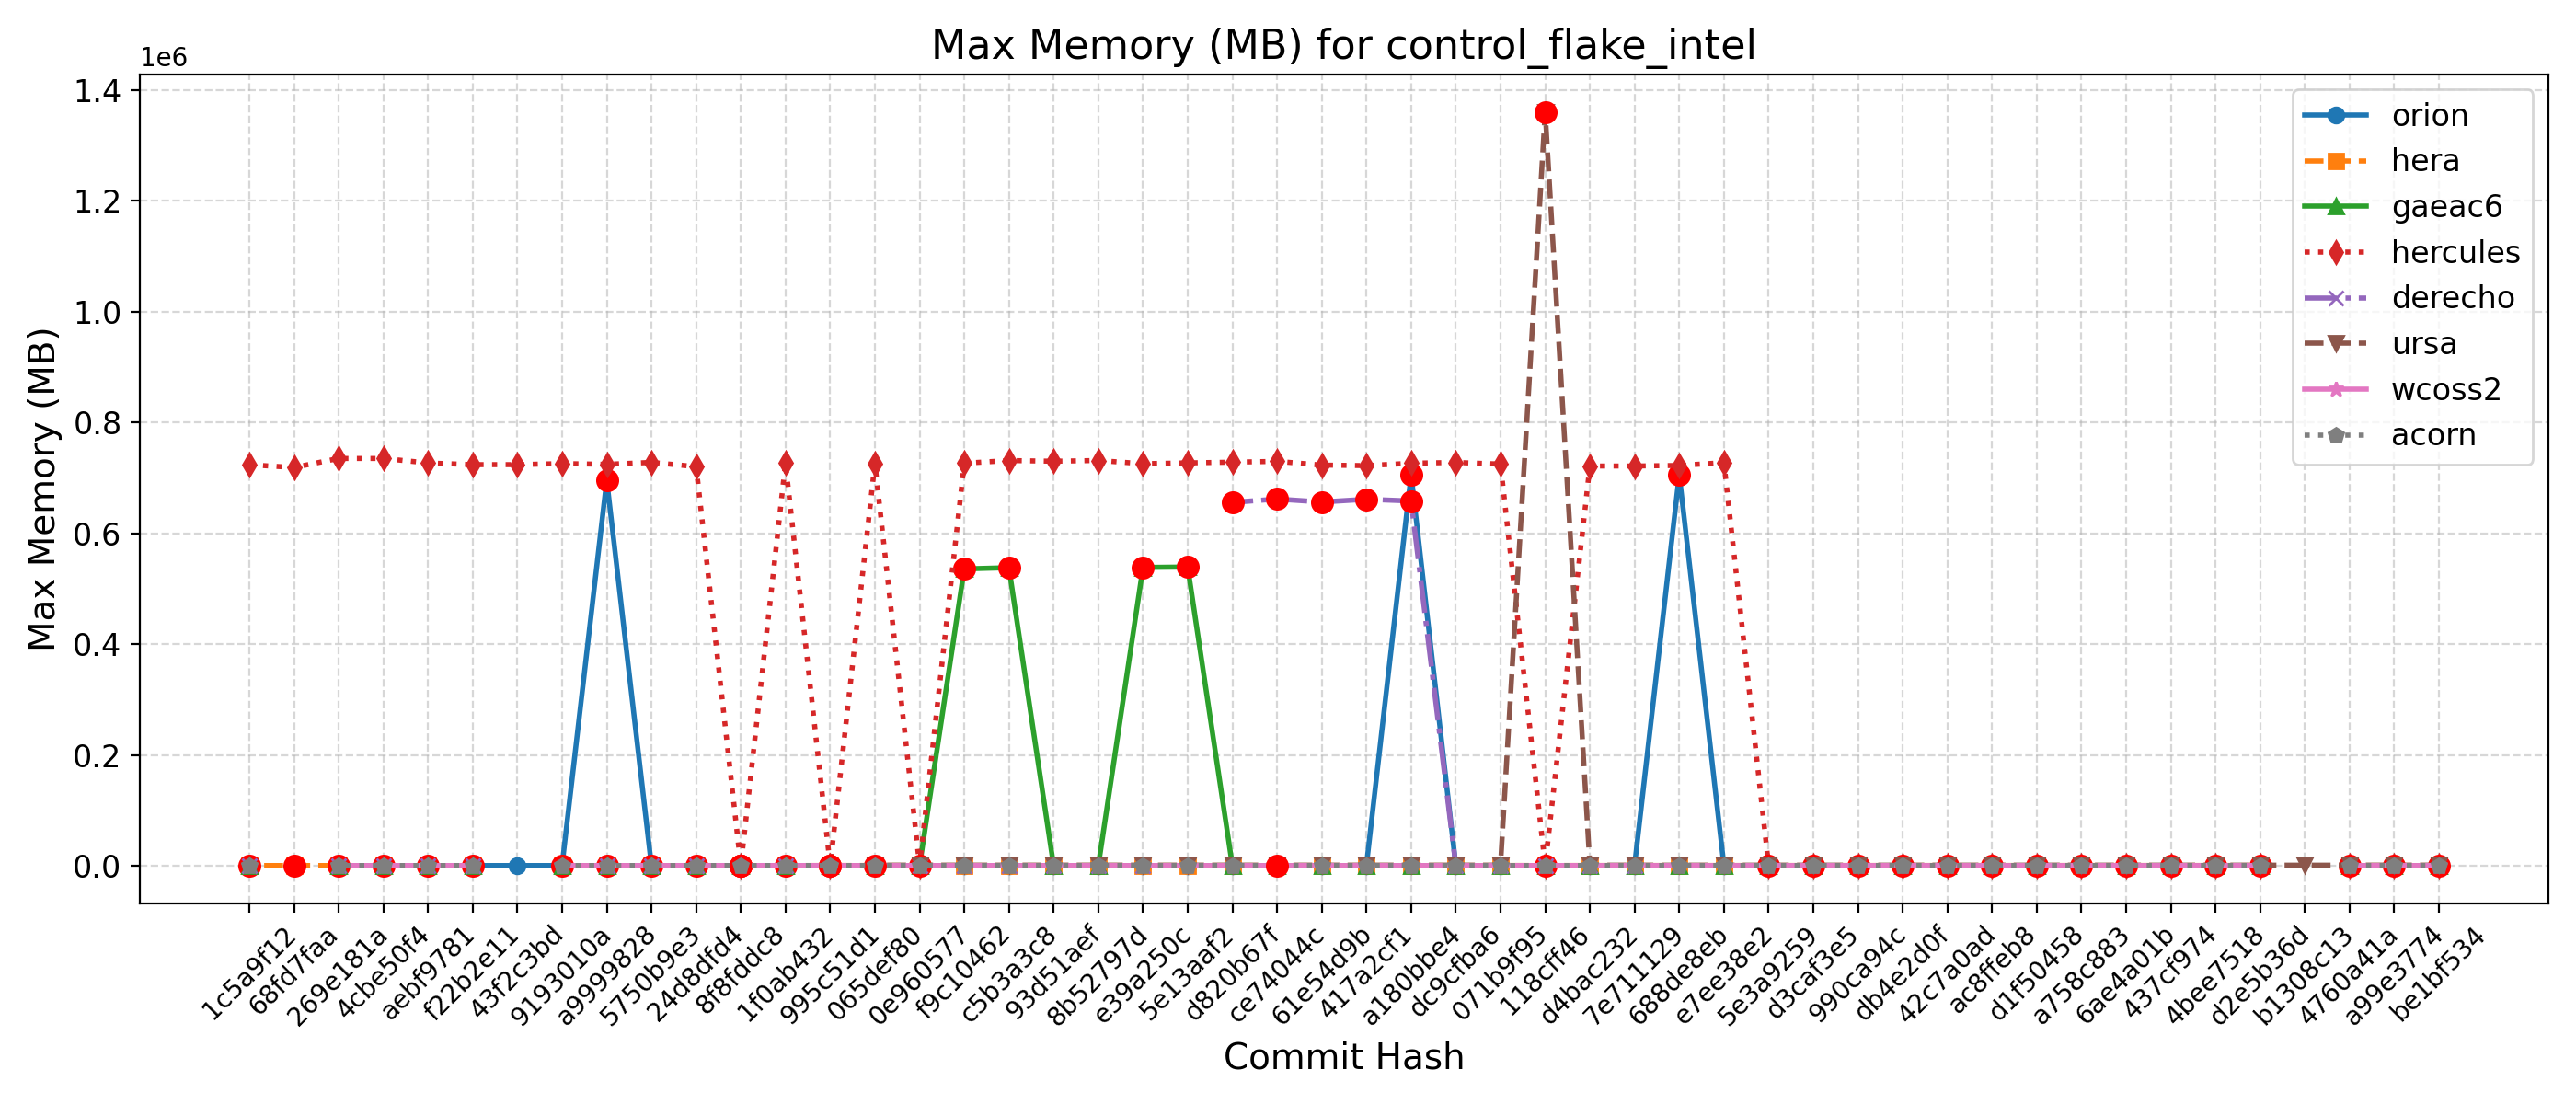 Max Memory (MB) for control_flake_intel
1e6
1.4
1.2
1.0
0.8
0.6
0.4
0.2
0.0
Max Memory (MB)
orion
hera
gaeac6
hercules
derecho
ursa
wcoss2
acorn
1c5a9f12
68fd7faa
269e181a
4cbe50f4
aebf9781
f22b2e11
43f2c3bd
9193010a
a9999828
5750b9e3
24d8dfd4
8f8fddc8
1f0ab432
995c51d1
065def80
0e960577
f9c10462
c5b3a3c8
93d51aef
8b52797d
e39a250c
5e13aaf2
d820b67f
ce74044c
61e54d9b
417a2cf1
a180bbe4
dc9cfba6
071b9f95
118cff46
d4bac232
7e711129
688de8eb
e7ee38e2
5e3a9259
d3caf3e5
990ca94c
db4e2d0f
42c7a0ad
ac8ffeb8
d1f50458
a758c883
6ae4a01b
437cf974
4bee7518
d2e5b36d
b1308c13
4760a41a
a99e3774
be1bf534
Commit Hash